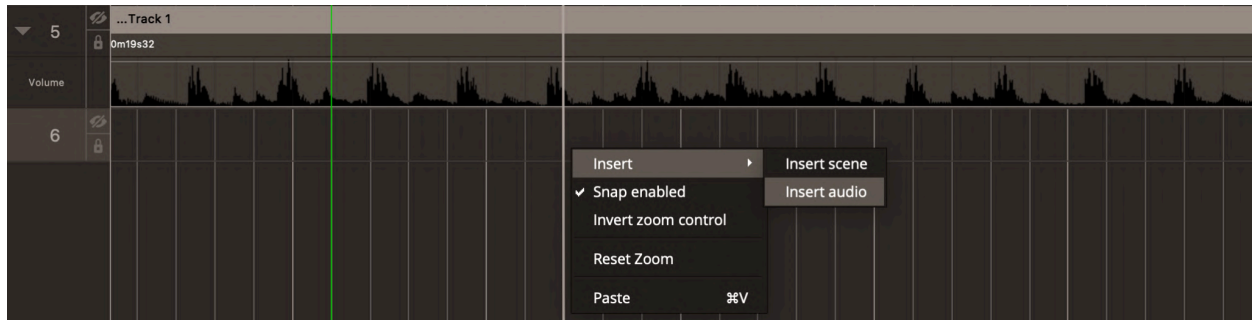 5
...Track 1
0m19s32
Volume
6
Insert
Insert scene
✔ Snap enabled
Insert audio
Invert zoom control
Reset Zoom
Paste ⌘V